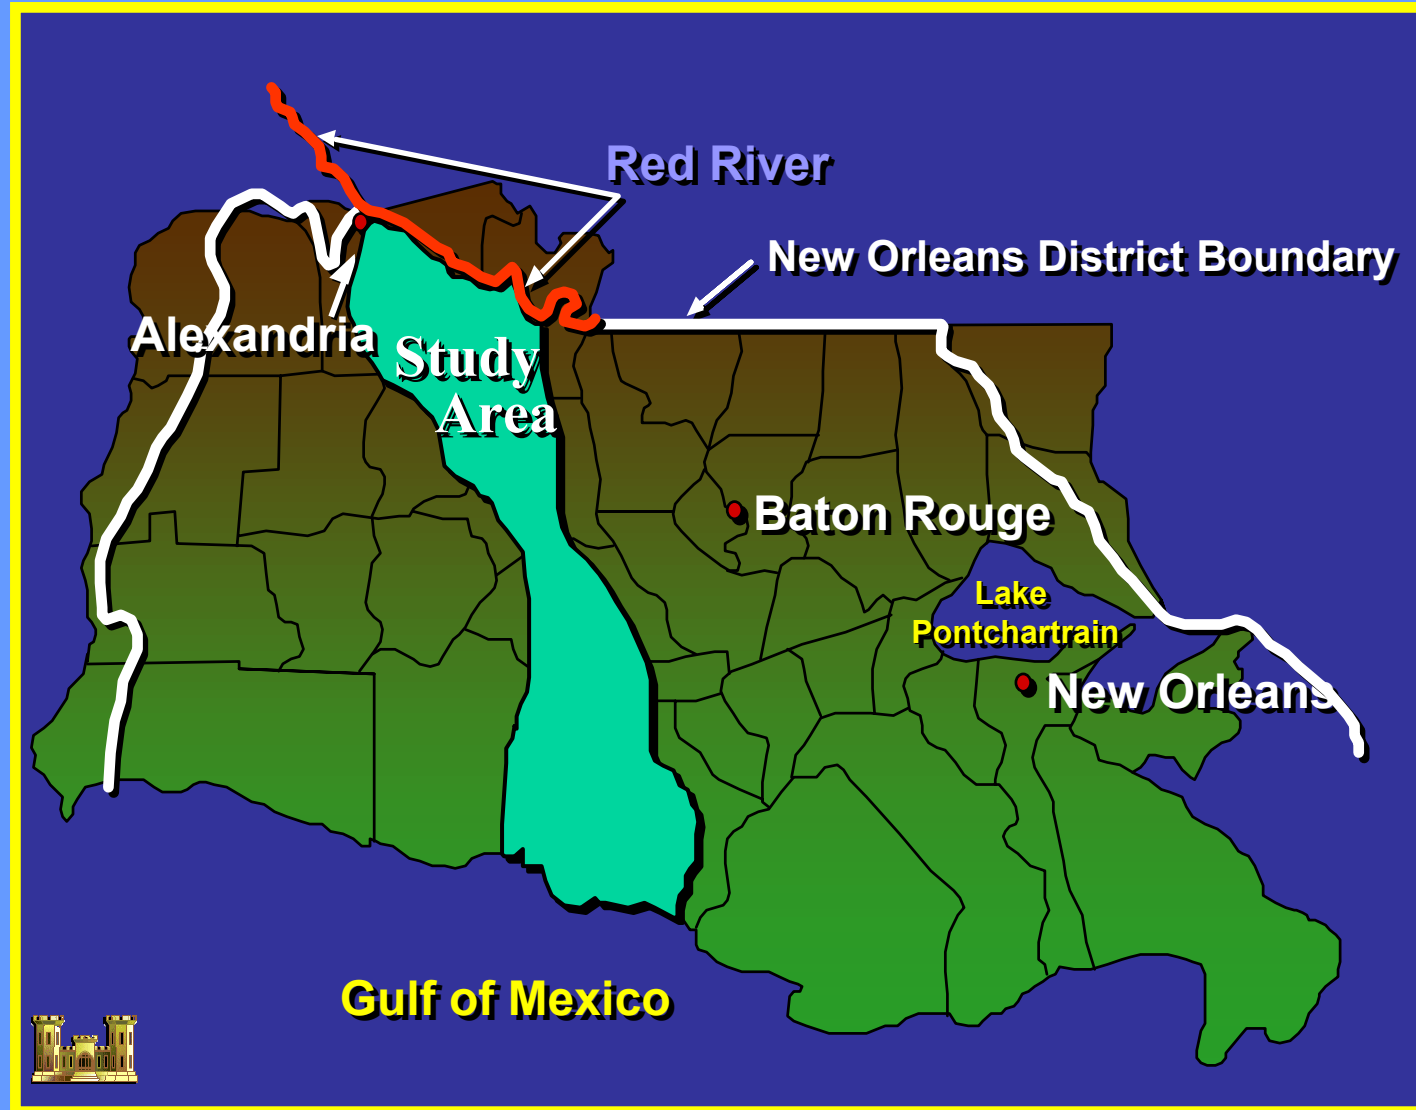 Red River
New Orleans District Boundary
Alexandria
Study
Area
Baton Rouge
Lake
Pontchartrain
New Orleans
Gulf of Mexico